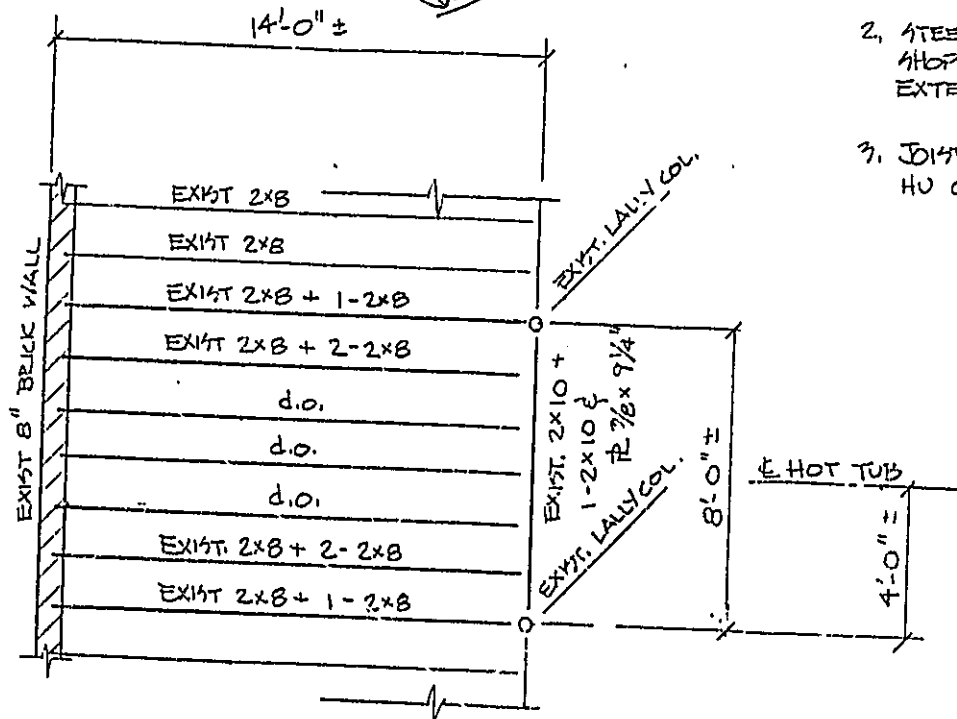 14'-0" ±
2, STEE
SHOP
EXTE
3, JOIST
HU
EXIST 2x8
EXIST 2x8
EXIST 2x8 + 1-2x8
EXIST 2x8 + 2-2x8
d.o.
d.o.
d.o.
EXIST. 2x8 + 2-2x8
EXIST 2x8 + 1-2x8
EXIST 8" BRICK WALL
EXIST. LALLY COL.
EXIST. 2x10 +
1-2x10 &
PL 3/8 x 9 1/4"
EXIST. LALLY COL.
8'-0" ±
℄ HOT TUB
4'-0" ±